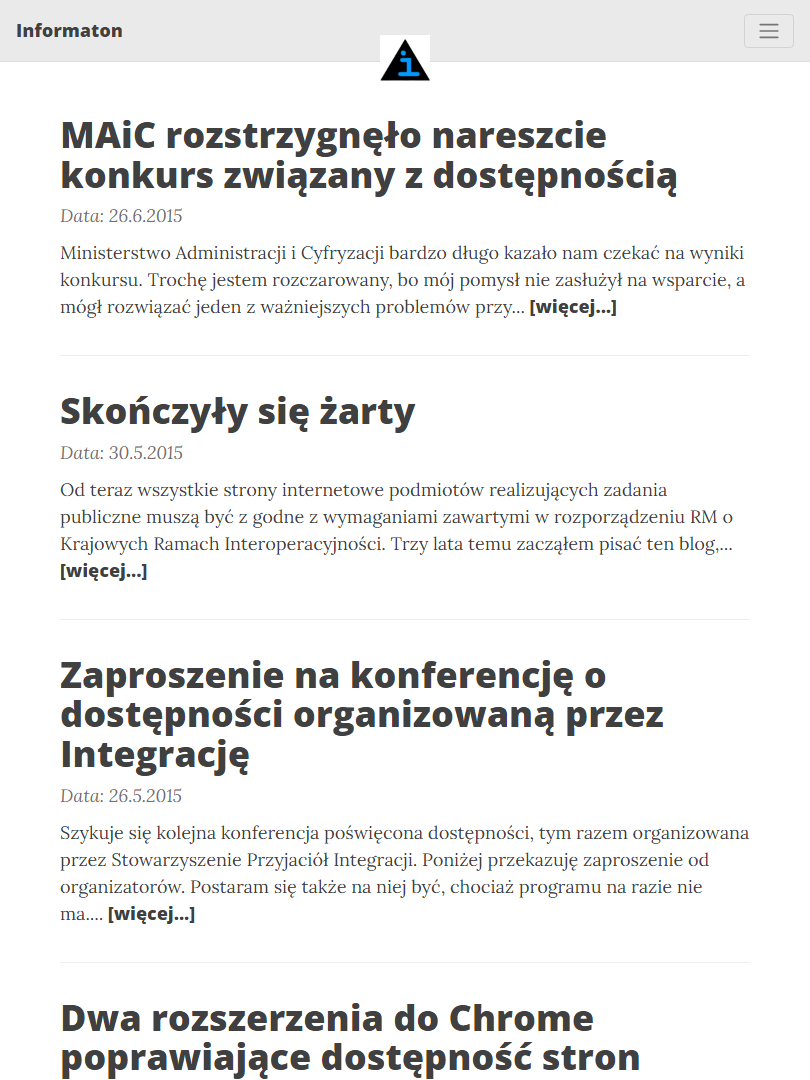 Informaton
i
MAiC rozstrzygnęło nareszcie
konkurs związany z dostępnością
Data: 26.6.2015
Ministerstwo Administracji i Cyfryzacji bardzo długo kazało nam czekać na wyniki
konkursu. Trochę jestem rozczarowany, bo mój pomysł nie zasłużył na wsparcie, a
mógł rozwiązać jeden z ważniejszych problemów przy... [więcej...]
Skończyły się żarty
Data: 30.5.2015
Od teraz wszystkie strony internetowe podmiotów realizujących zadania
publiczne muszą być z godne z wymaganiami zawartymi w rozporządzeniu RM o
Krajowych Ramach Interoperacyjności. Trzy lata temu zacząłem pisać ten blog,...
[więcej...]
Zaproszenie na konferencję o
dostępności organizowaną przez
Integrację
Data: 26.5.2015
Szykuje się kolejna konferencja poświęcona dostępności, tym razem organizowana
przez Stowarzyszenie Przyjaciół Integracji. Poniżej przekazuję zaproszenie od
organizatorów. Postaram się także na niej być, chociaż programu na razie nie
ma.... [więcej...]
Dwa rozszerzenia do Chrome
poprawiające dostępność stron